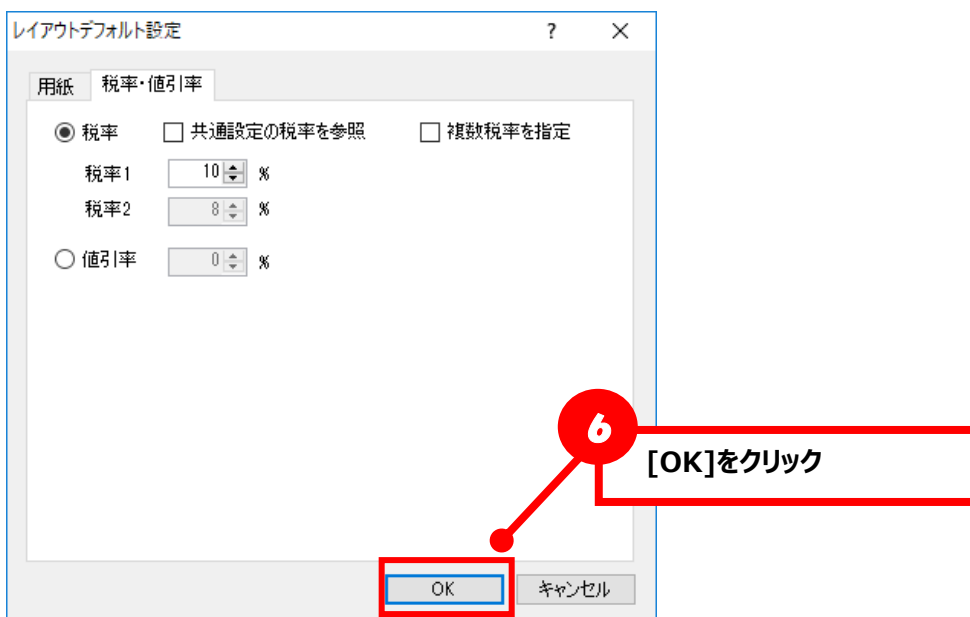 レイアウトデフォルト設定 ? ×
用紙 税率・値引率
税率 共通設定の税率を参照 複数税率を指定
税率1 10 %
税率2 8 %
値引率 0 %
6
[OK]をクリック
OK キャンセル